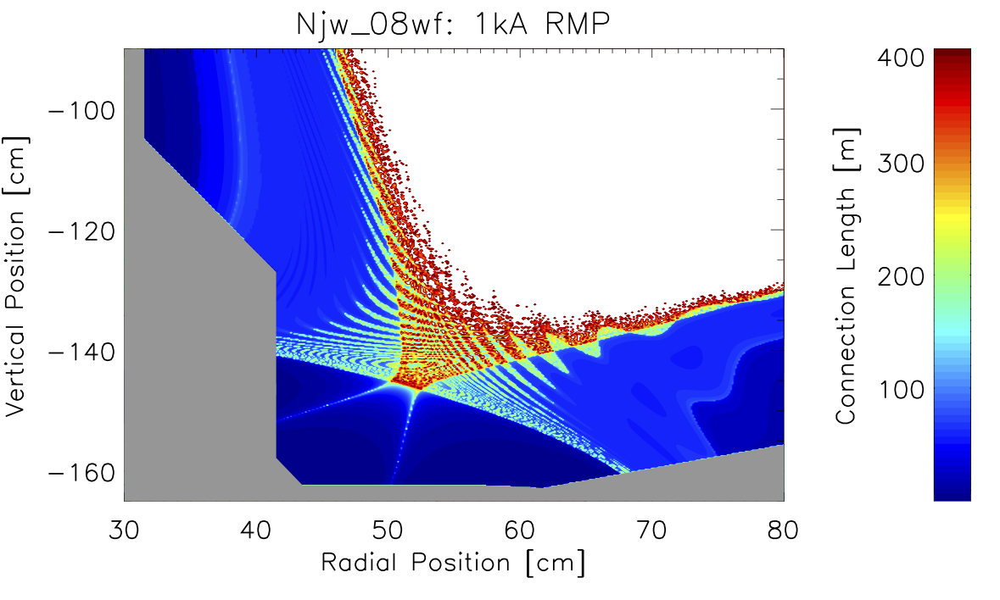 Njw_08wf: 1kA RMP
400
300
200
100
Connection Length [m]
-100
-120
-140
-160
Vertical Position [cm]
30 40 50 60 70 80
Radial Position [cm]